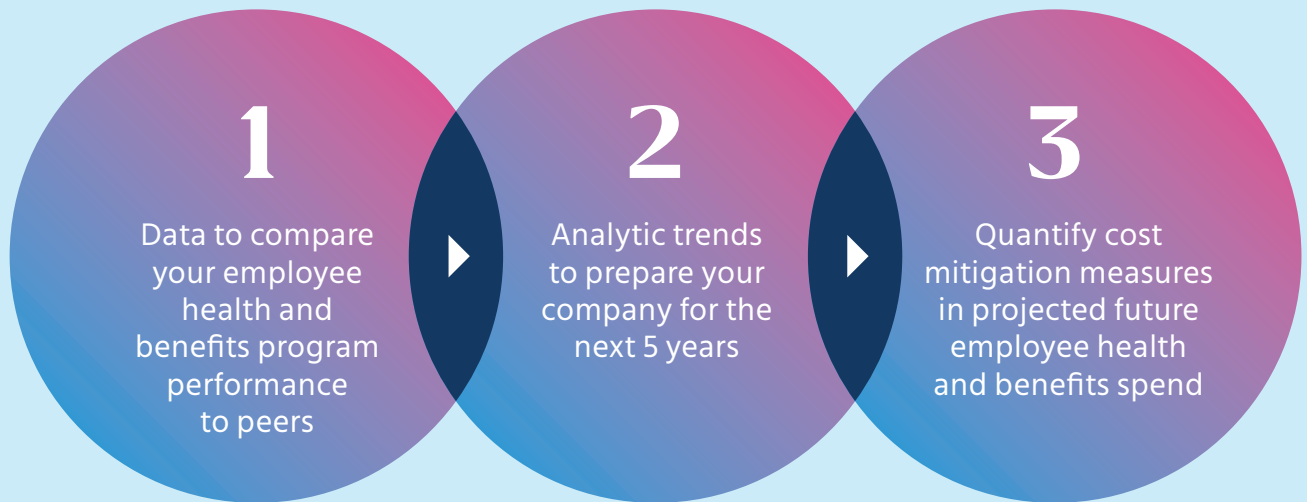 1
Data to compare
your employee
health and
benefits program
performance
to peers
2
Analytic trends
to prepare your
company for the
next 5 years
3
Quantify cost
mitigation measures
in projected future
employee health
and benefits spend